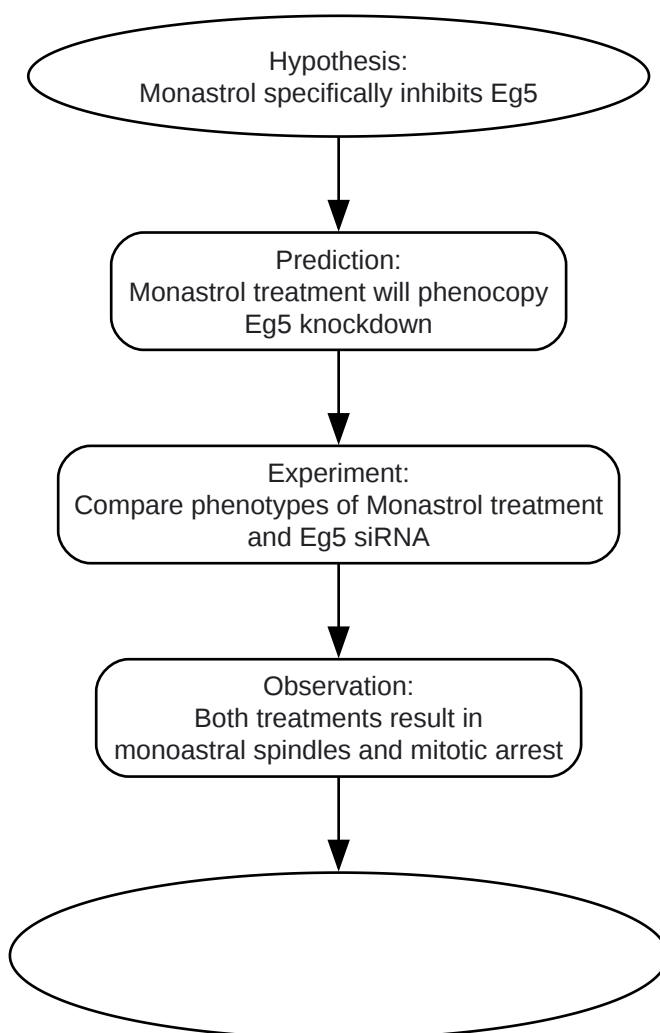 Hypothesis:
Monastrol specifically inhibits Eg5
Prediction:
Monastrol treatment will phenocopy
Eg5 knockdown
Experiment:
Compare phenotypes of Monastrol treatment
and Eg5 siRNA
Observation:
Both treatments result in
monoastral spindles and mitotic arrest